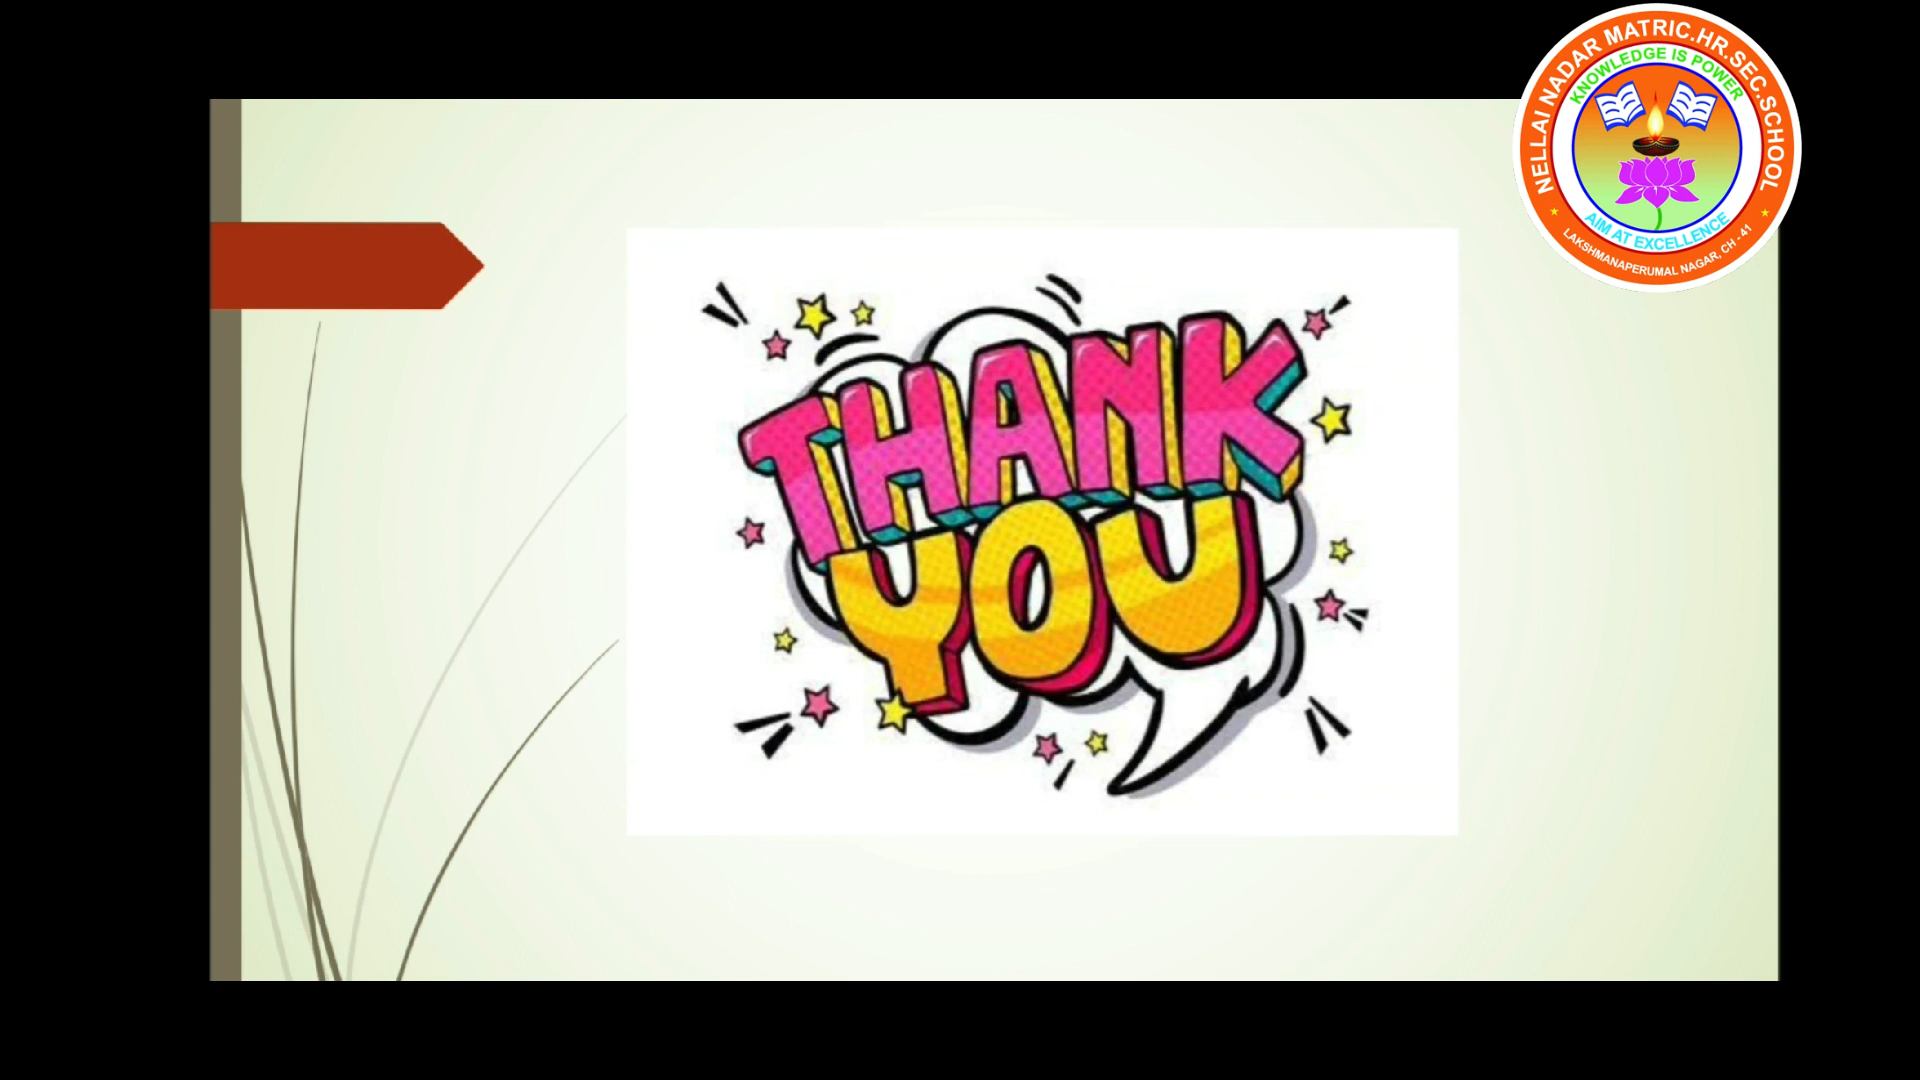 NELLAI NADAR MATRIC.HR.SEC.SCHOOL
KNOWLEDGE IS POWER
AIM AT EXCELLENCE
LAKSHMANAPERUMAL NAGAR, CH - 41
THANK
YOU